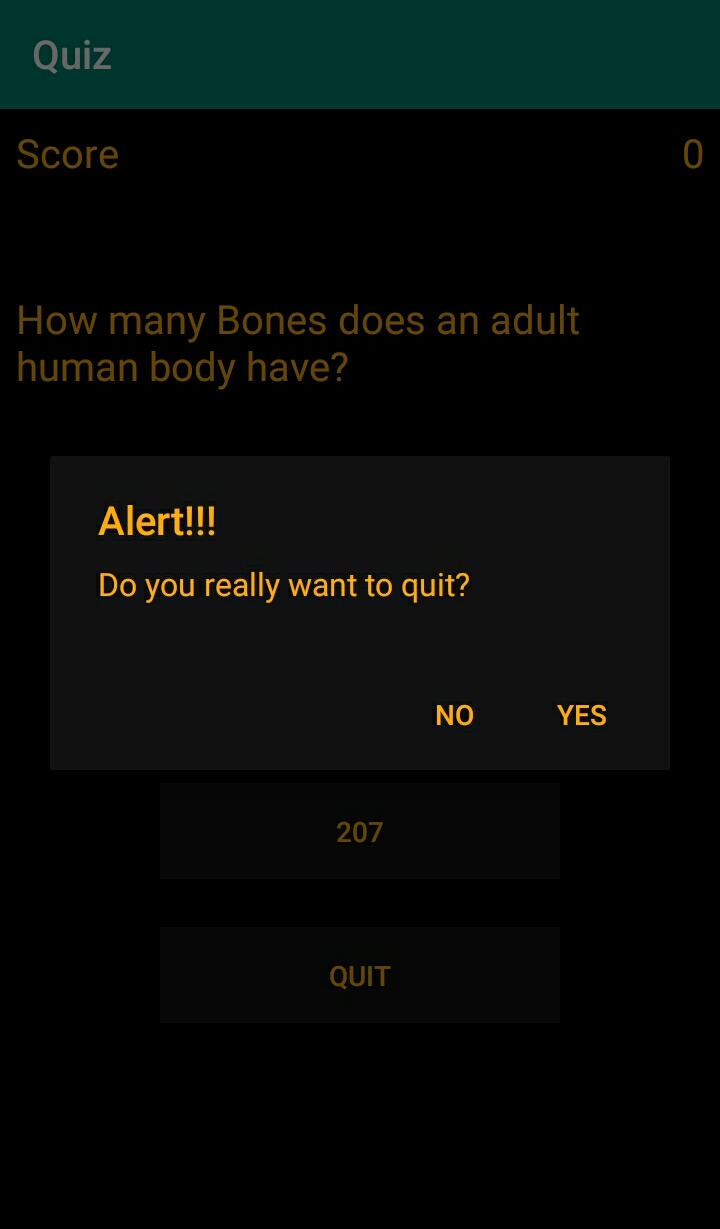 Quiz
Score 0
How many Bones does an adult
human body have?
Alert!!!
Do you really want to quit?
NO YES
207
QUIT